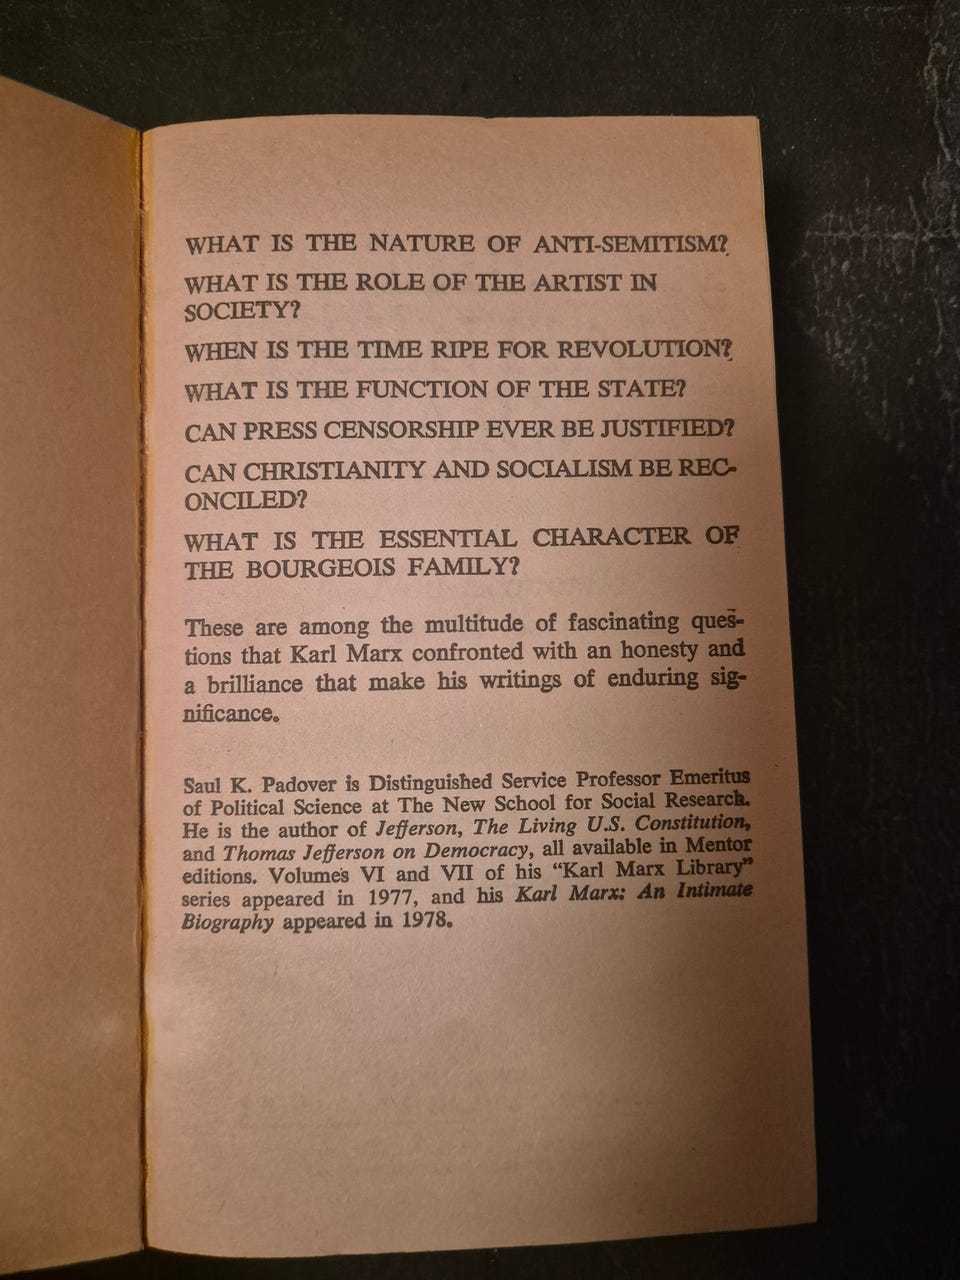 WHAT IS THE NATURE OF ANTI-SEMITISM?
WHAT IS THE ROLE OF THE ARTIST IN
SOCIETY?
WHEN IS THE TIME RIPE FOR REVOLUTION?
WHAT IS THE FUNCTION OF THE STATE?
CAN PRESS CENSORSHIP EVER BE JUSTIFIED?
CAN CHRISTIANITY AND SOCIALISM BE REC-
ONCILED?
WHAT IS THE ESSENTIAL CHARACTER OF
THE BOURGEOIS FAMILY?
These are among the multitude of fascinating ques-
tions that Karl Marx confronted with an honesty and
a brilliance that make his writings of enduring sig-
nificance.
Saul K. Padover is Distinguished Service Professor Emeritus
of Political Science at The New School for Social Research.
He is the author of Jefferson, The Living U.S. Constitution,
and Thomas Jefferson on Democracy, all available in Mentor
editions. Volumes VI and VII of his “Karl Marx Library”
series appeared in 1977, and his Karl Marx: An Intimate
Biography appeared in 1978.